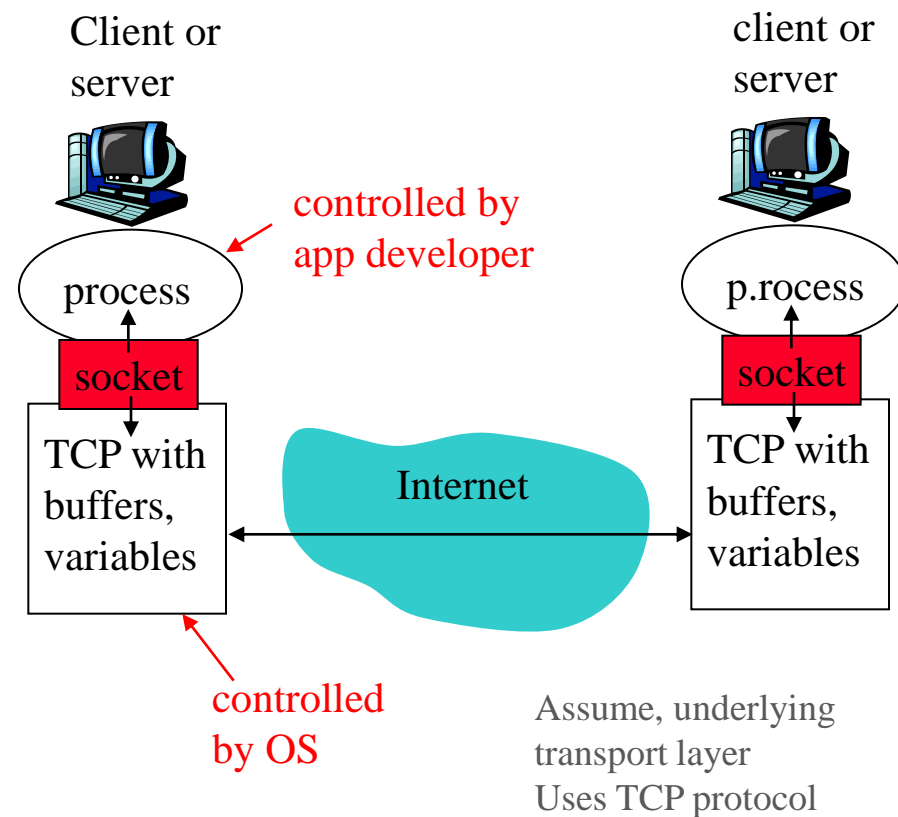 Client or
server
client or
server
controlled by
app developer
process
p.rocess
socket
socket
TCP with
buffers,
variables
Internet
TCP with
buffers,
variables
controlled
by OS
Assume, underlying
transport layer
Uses TCP protocol